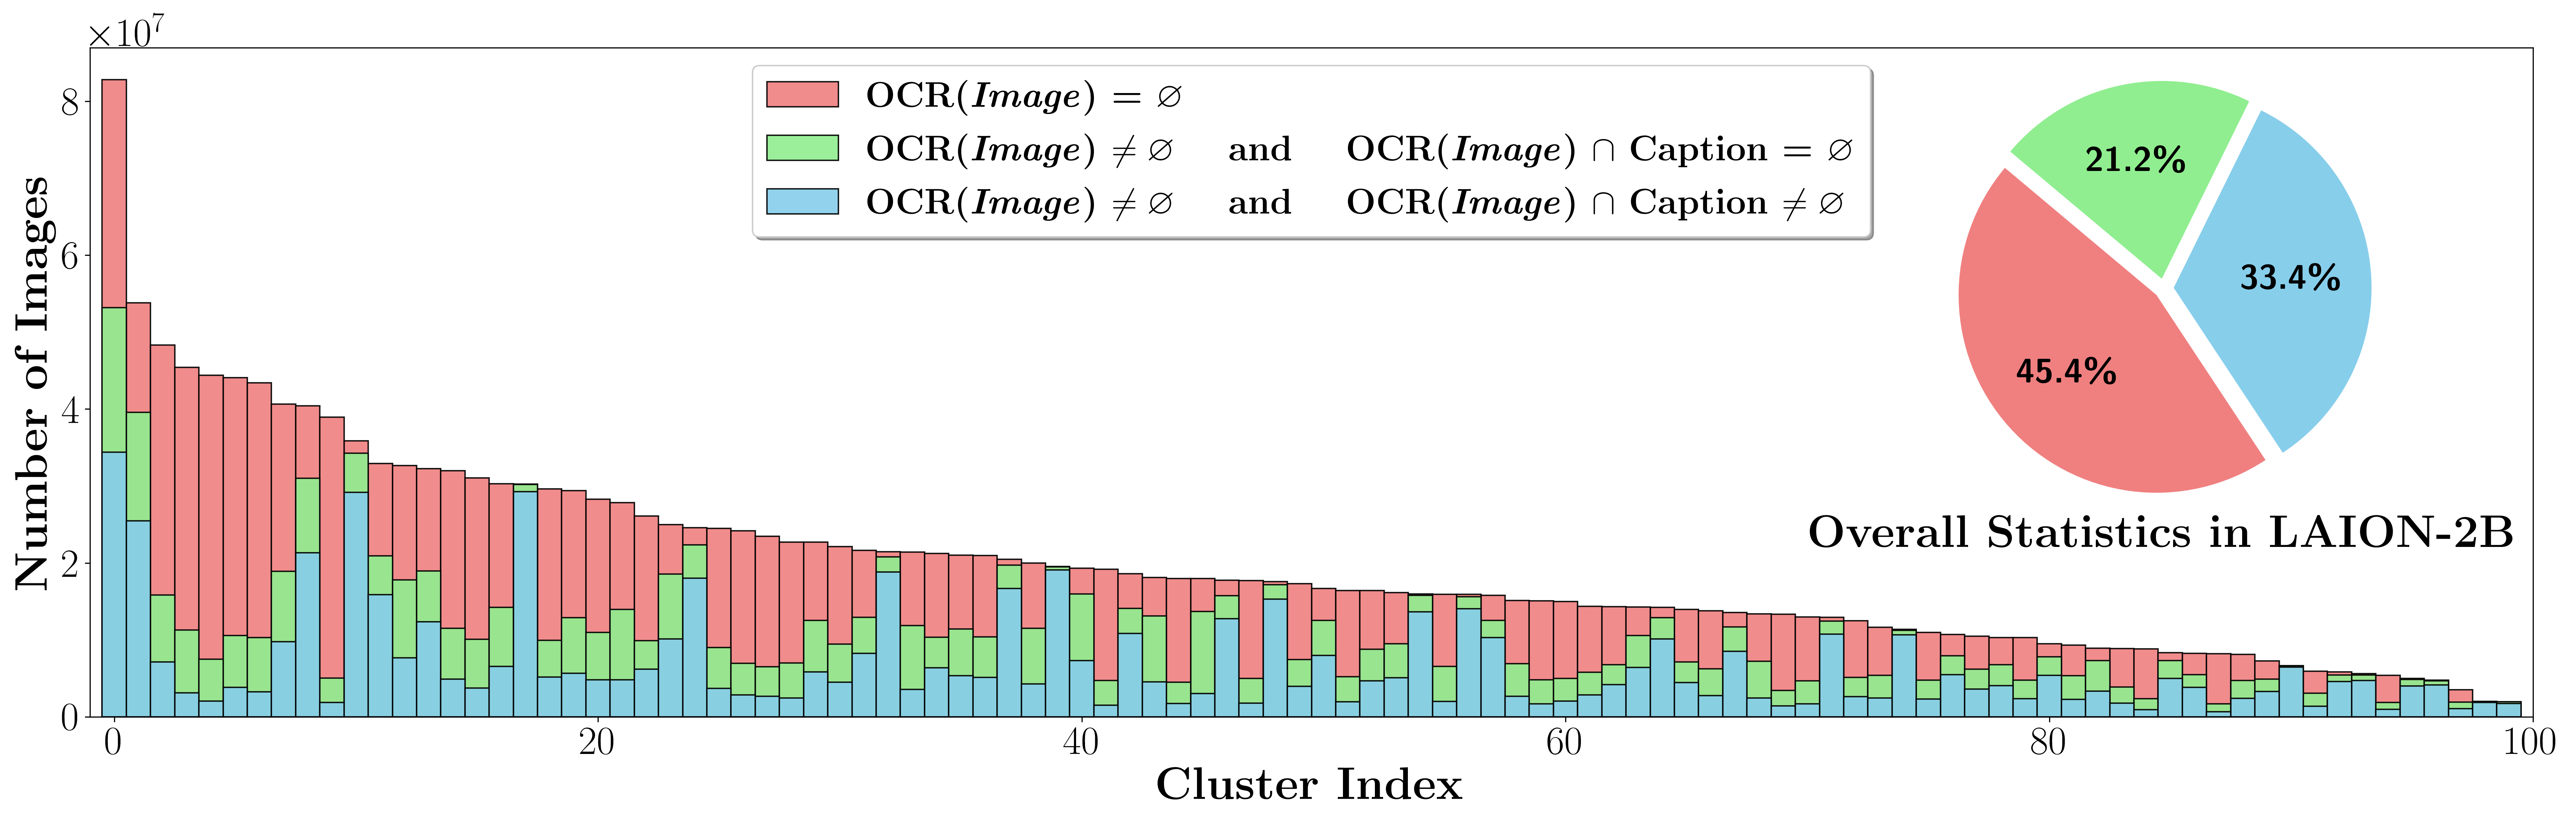 ×10⁷
8
6
4
2
0
Number of Images
OCR(Image) = ∅
OCR(Image) ≠ ∅ and OCR(Image) ∩ Caption = ∅
OCR(Image) ≠ ∅ and OCR(Image) ∩ Caption ≠ ∅
21.2%
33.4%
45.4%
Overall Statistics in LAION-2B
0 20 40 60 80 100
Cluster Index